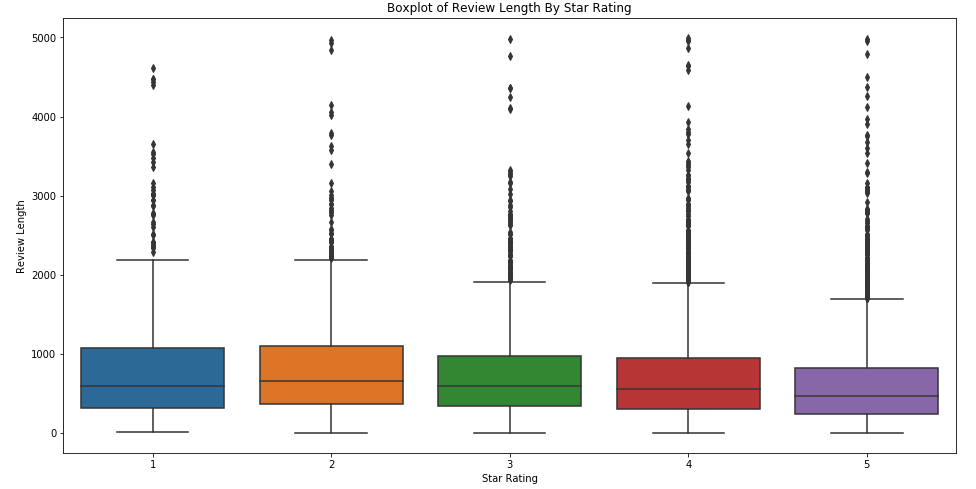 Boxplot of Review Length By Star Rating
5000
4000
3000
2000
1000
0
Review Length
1 2 3 4 5
Star Rating